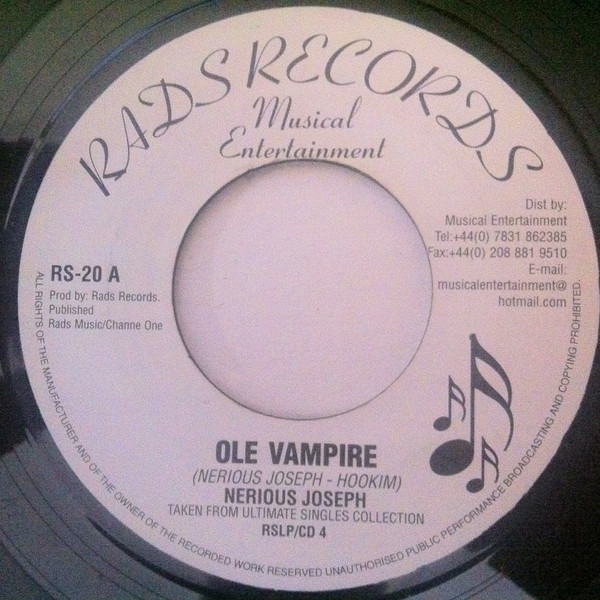 RADS RECORDS
Musical
Entertainment
Dist by:
Musical Entertainment
Tel:+44(0) 7831 862385
Fax:+44(0) 208 881 9510
E-mail:
musicalentertainment@
hotmail.com
RS-20 A
Prod by: Rads Records.
Published
Rads Music/Channe One
OLE VAMPIRE
(NERIOUS JOSEPH - HOOKIM)
NERIOUS JOSEPH
TAKEN FROM ULTIMATE SINGLES COLLECTION
RSLP/CD 4
ALL RIGHTS OF THE MANUFACTURER AND OF THE OWNER OF THE RECORDED WORK RESERVED UNAUTHORISED PUBLIC PERFORMANCE BROADCASTING AND COPYING PROHIBITED.